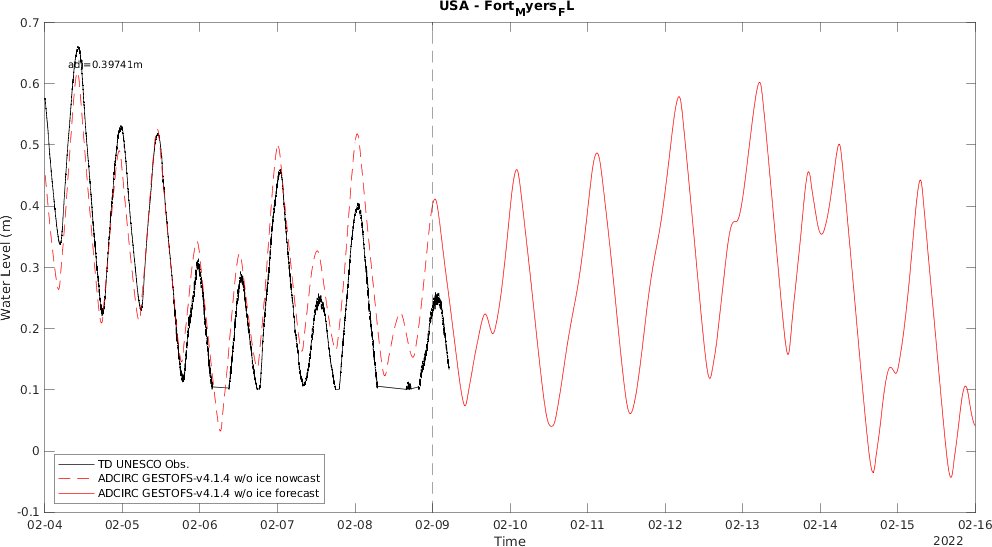 USA - Fort_Myers_FL
0.7
0.6
0.5
0.4
0.3
0.2
0.1
0
-0.1
Water Level (m)
adj=0.39741m
TD UNESCO Obs.
ADCIRC GESTOFS-v4.1.4 w/o ice nowcast
ADCIRC GESTOFS-v4.1.4 w/o ice forecast
02-04 02-05 02-06 02-07 02-08 02-09 02-10 02-11 02-12 02-13 02-14 02-15 02-16
Time
2022